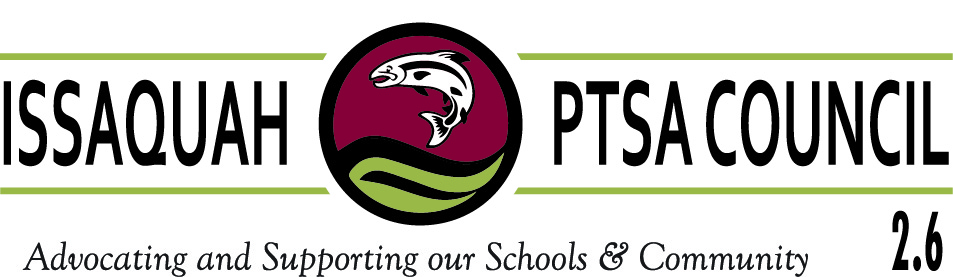 ISSAQUAH PTSA COUNCIL
Advocating and Supporting our Schools & Community
2.6